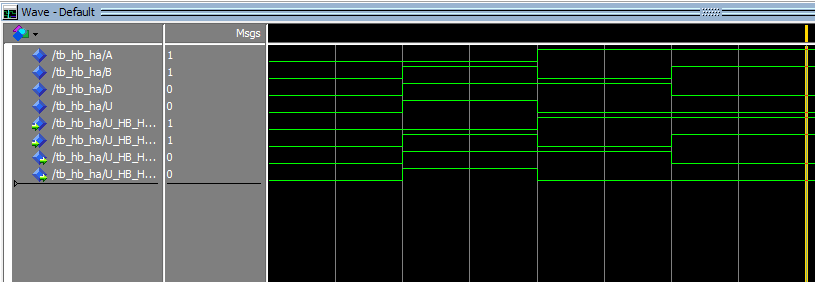 Wave - Default
Msgs
/tb_hb_ha/A 1
/tb_hb_ha/B 1
/tb_hb_ha/D 0
/tb_hb_ha/U 0
/tb_hb_ha/U_HB_H... 1
/tb_hb_ha/U_HB_H... 1
/tb_hb_ha/U_HB_H... 0
/tb_hb_ha/U_HB_H... 0